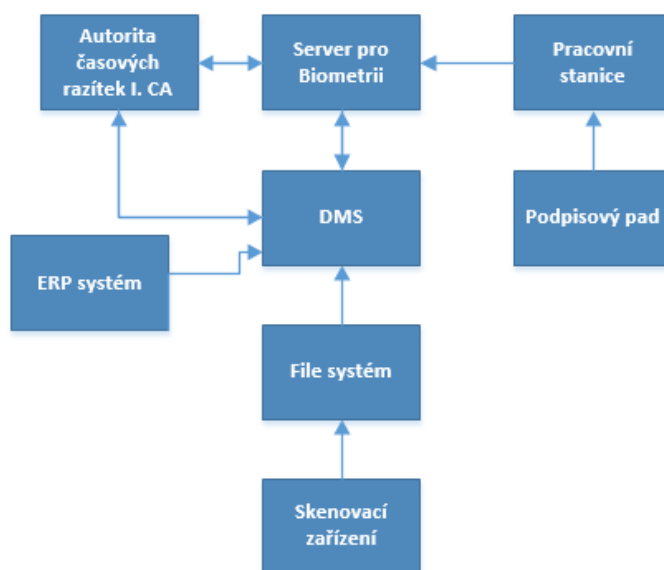 Autorita
časových
razítek I. CA
Server pro
Biometrii
Pracovní
stanice
DMS
Podpisový pad
ERP systém
File systém
Skenovací
zařízení